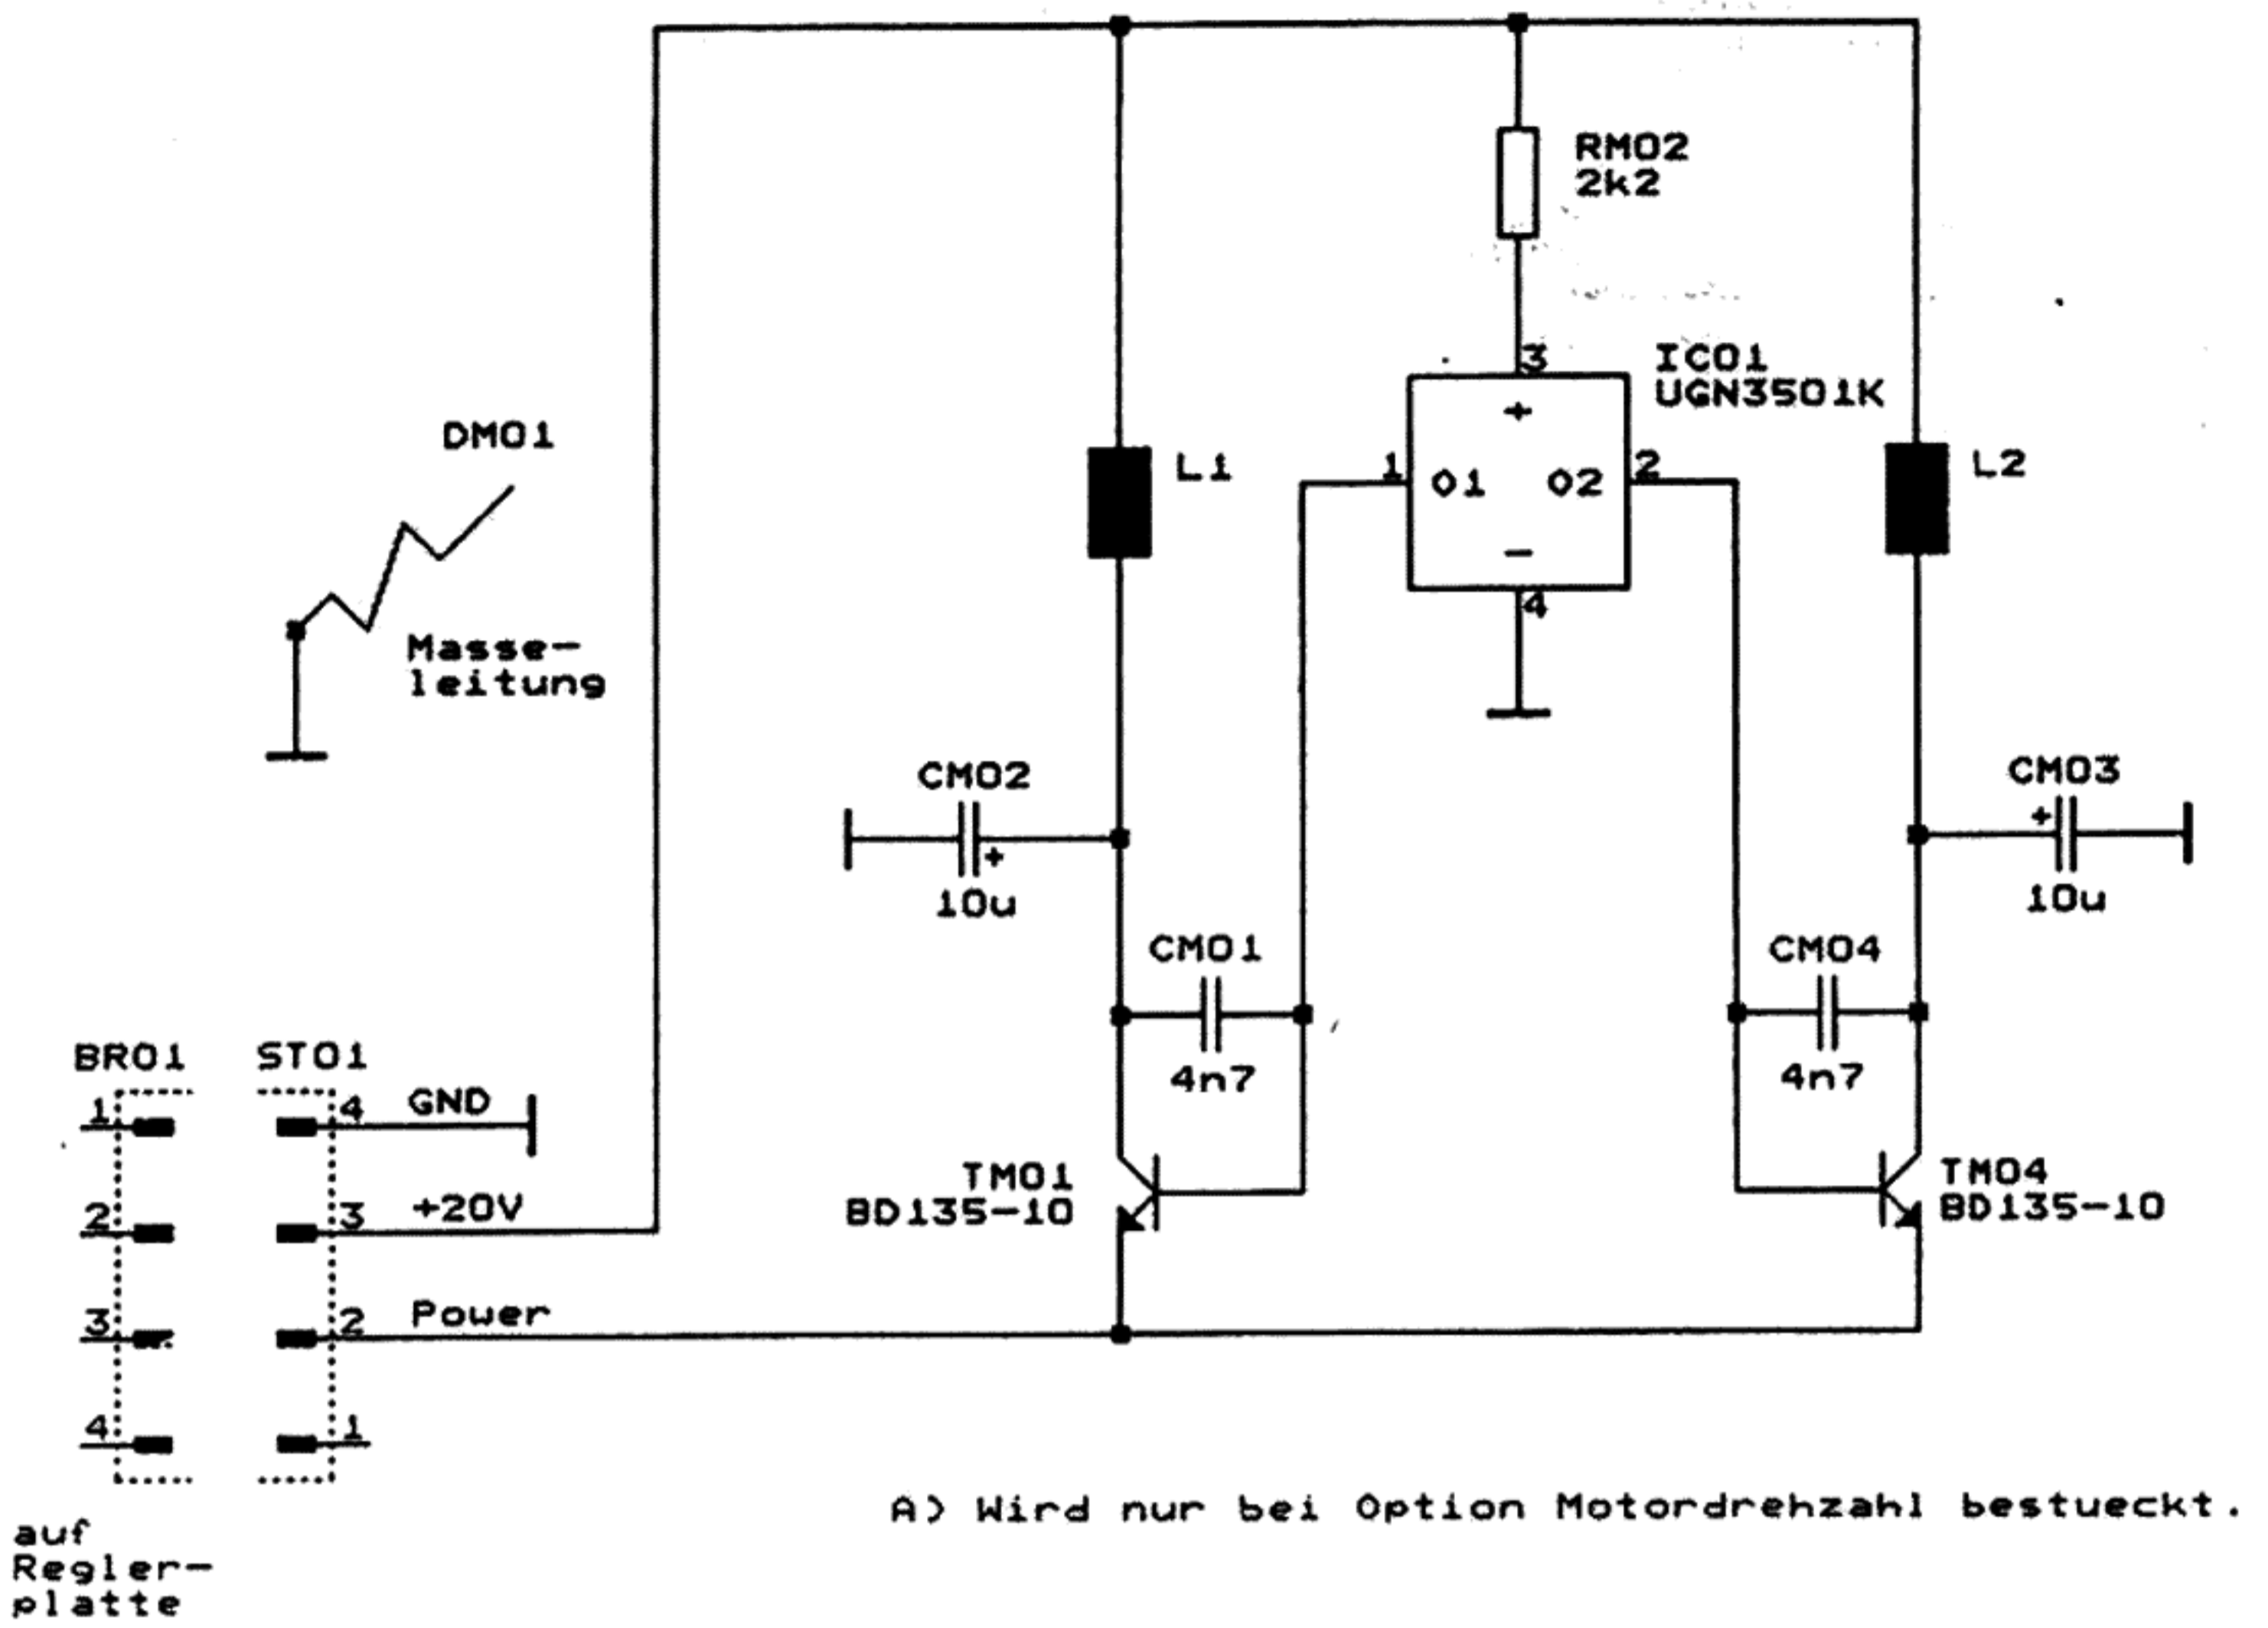 RM02
2k2
3
IC01
UGN3501K
+
DM01
L1
1
O1
O2
2
L2
−
4
Masse-
leitung
CM02
+
10u
CM03
+
10u
CM01
4n7
CM04
4n7
BR01
ST01
1
4
GND
2
3
+20V
3
2
Power
4
1
TM01
BD135-10
TM04
BD135-10
A) Wird nur bei Option Motordrehzahl bestueckt.
auf
Regler-
platte